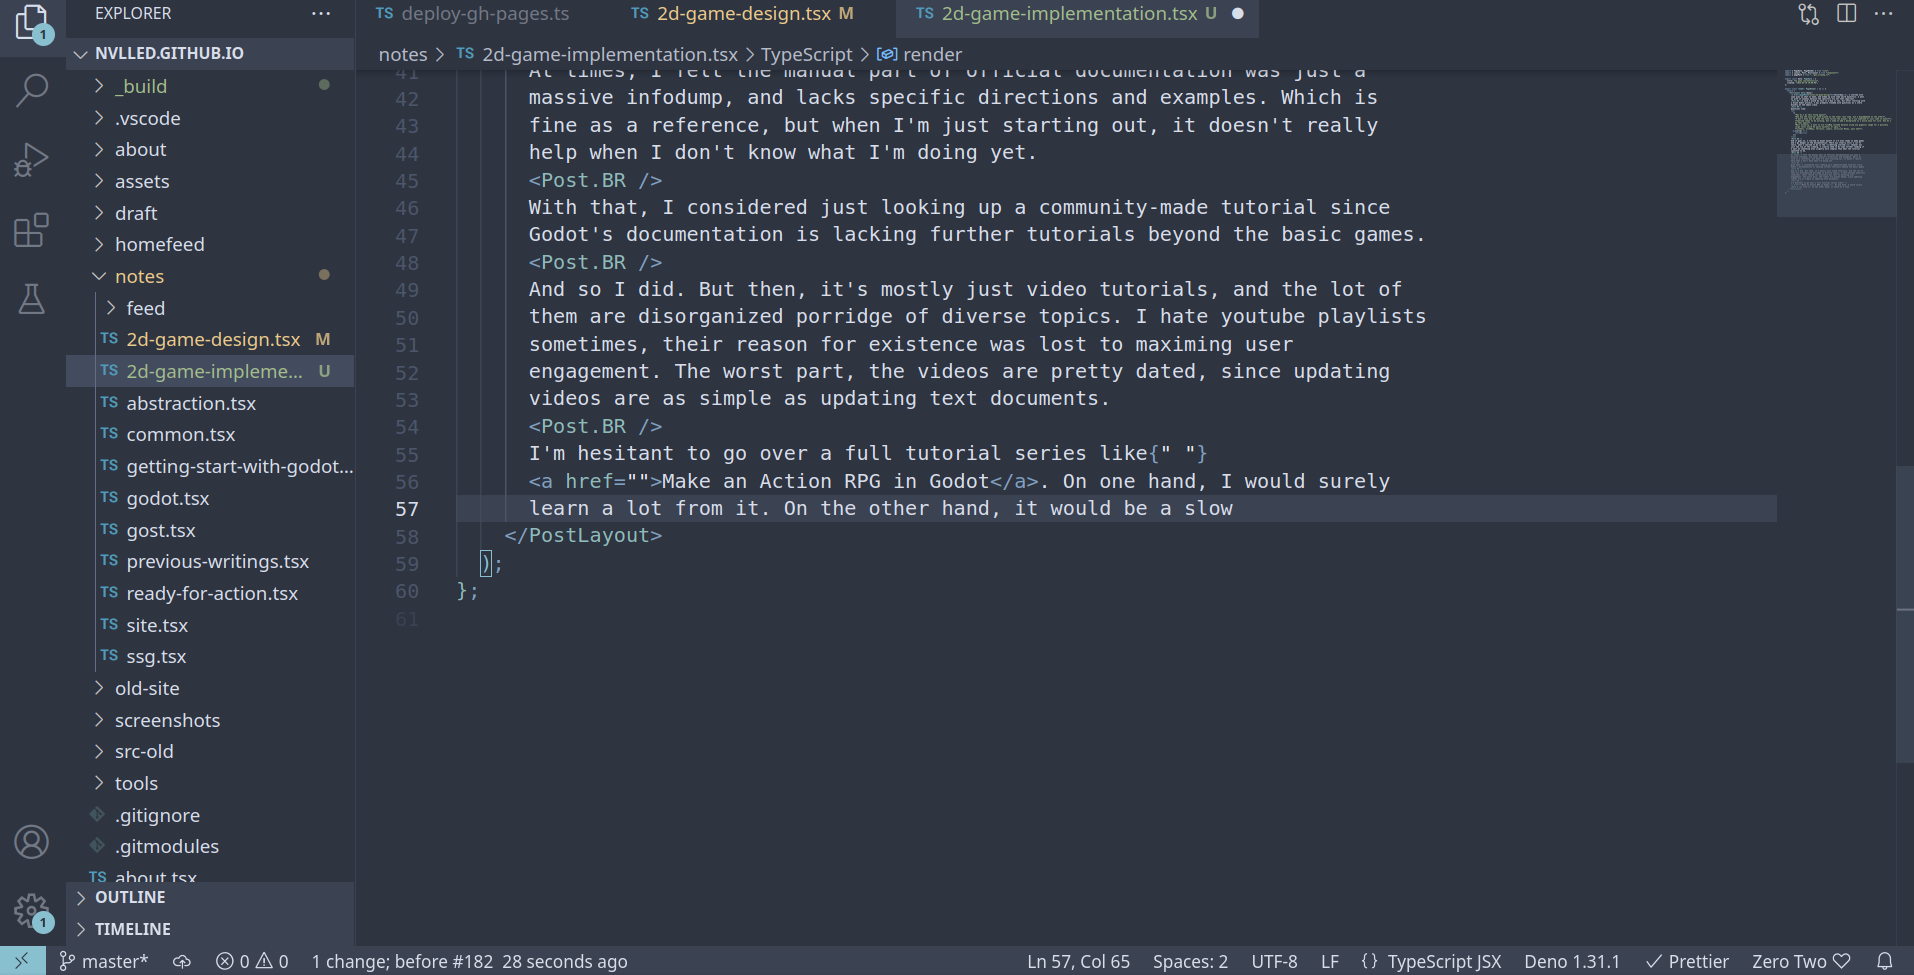 EXPLORER
NVLLED.GITHUB.IO
_build
.vscode
about
assets
draft
homefeed
notes
feed
TS 2d-game-design.tsx M
TS 2d-game-impleme... U
TS abstraction.tsx
TS common.tsx
TS getting-start-with-godot...
TS godot.tsx
TS gost.tsx
TS previous-writings.tsx
TS ready-for-action.tsx
TS site.tsx
TS ssg.tsx
old-site
screenshots
src-old
tools
.gitignore
.gitmodules
TS about.tsx
OUTLINE
TIMELINE
1
1
TS deploy-gh-pages.ts
TS 2d-game-design.tsx M
TS 2d-game-implementation.tsx U
notes > TS 2d-game-implementation.tsx > TypeScript > render
41 At times, I felt the manual part of official documentation was just a
42 massive infodump, and lacks specific directions and examples. Which is
43 fine as a reference, but when I'm just starting out, it doesn't really
44 help when I don't know what I'm doing yet.
45 <Post.BR />
46 With that, I considered just looking up a community-made tutorial since
47 Godot's documentation is lacking further tutorials beyond the basic games.
48 <Post.BR />
49 And so I did. But then, it's mostly just video tutorials, and the lot of
50 them are disorganized porridge of diverse topics. I hate youtube playlists
51 sometimes, their reason for existence was lost to maximing user
52 engagement. The worst part, the videos are pretty dated, since updating
53 videos are as simple as updating text documents.
54 <Post.BR />
55 I'm hesitant to go over a full tutorial series like{" "}
56 <a href="">Make an Action RPG in Godot</a>. On one hand, I would surely
57 learn a lot from it. On the other hand, it would be a slow
58 </PostLayout>
59 );
60 };
61
master* 0 0 1 change; before #182 28 seconds ago
Ln 57, Col 65 Spaces: 2 UTF-8 LF {} TypeScript JSX Deno 1.31.1 Prettier Zero Two